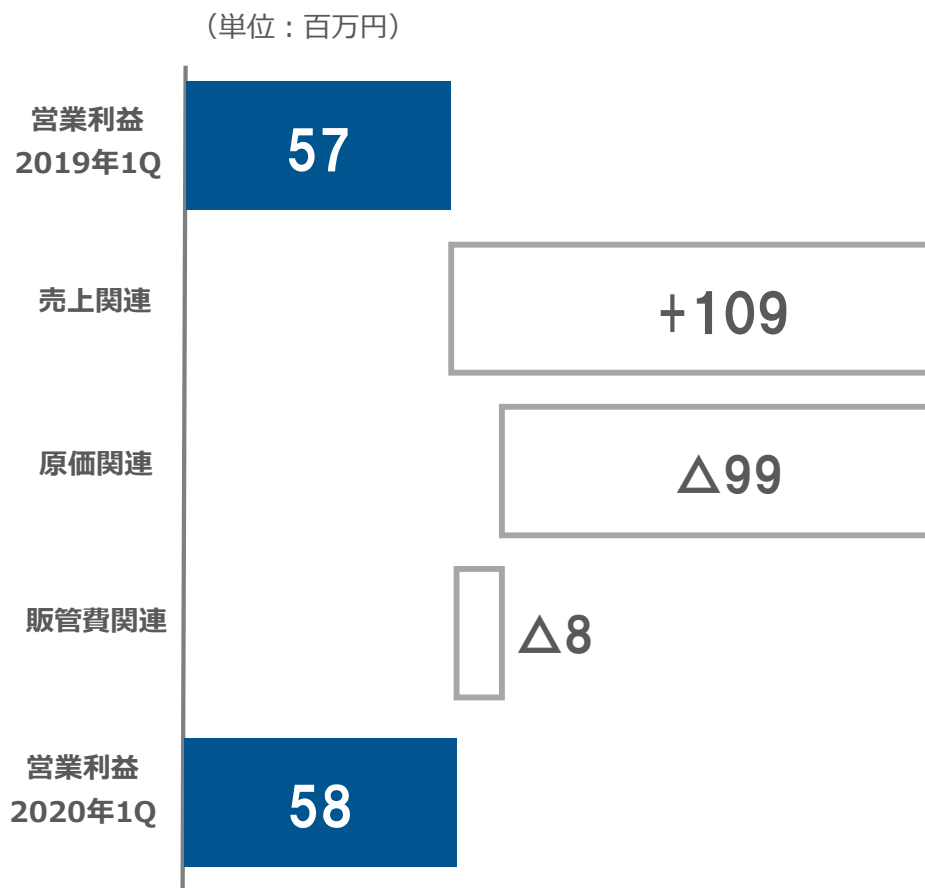 （単位：百万円）
営業利益
2019年1Q
57
売上関連
+109
原価関連
△99
販管費関連
△8
営業利益
2020年1Q
58